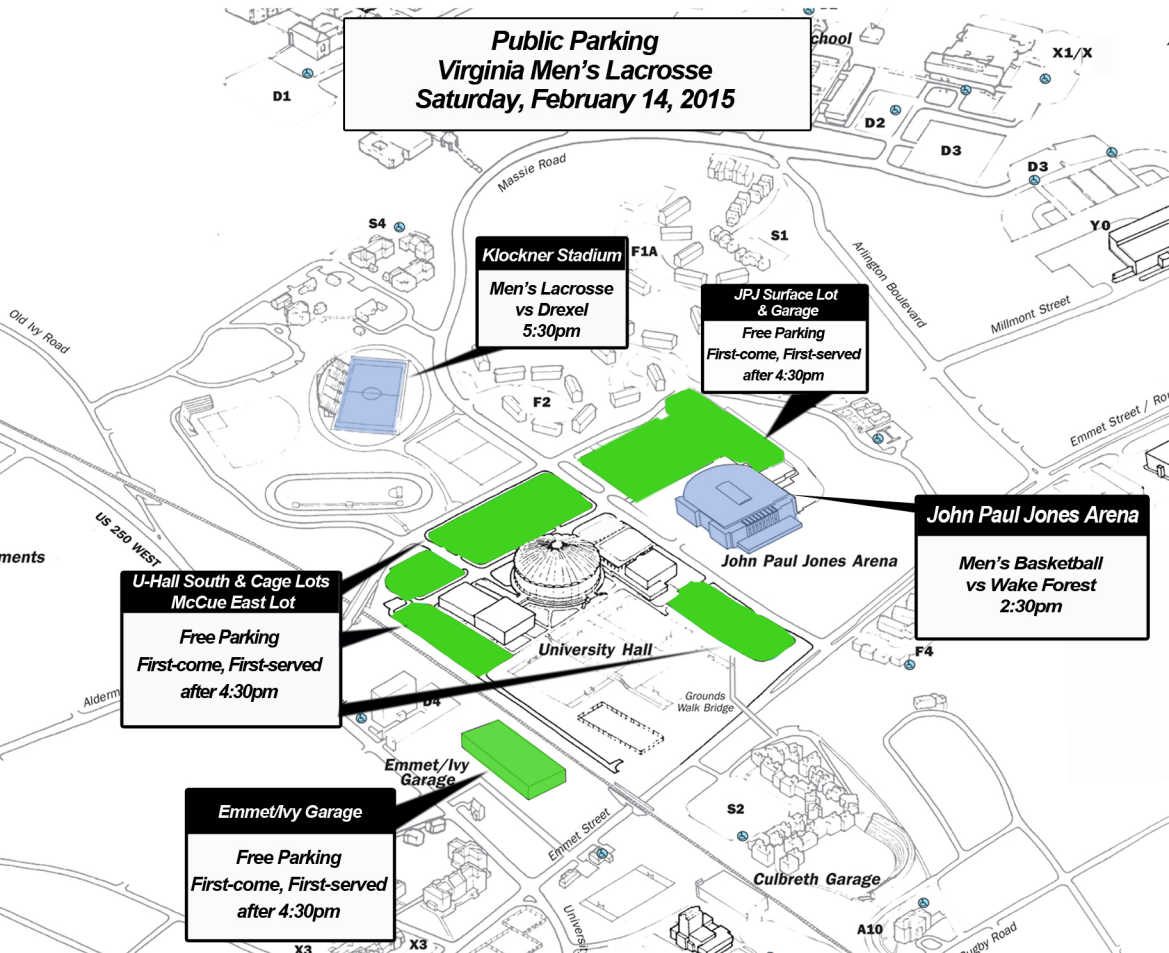 Public Parking
Virginia Men's Lacrosse
Saturday, February 14, 2015
chool
X1/X
D1
D2
D3
D3
Massie Road
S4
S1
Y0
F1A
Arlington Boulevard
Klockner Stadium
Men's Lacrosse
vs Drexel
5:30pm
JPJ Surface Lot
& Garage
Free Parking
First-come, First-served
after 4:30pm
Millmont Street
Old Ivy Road
F2
Emmet Street / Rou
US 250 WEST
John Paul Jones Arena
Men's Basketball
vs Wake Forest
2:30pm
ments
John Paul Jones Arena
U-Hall South & Cage Lots
McCue East Lot
Free Parking
First-come, First-served
after 4:30pm
University Hall
F4
Alderm
D4
Grounds
Walk Bridge
Emmet/Ivy
Garage
Emmet/Ivy Garage
Free Parking
First-come, First-served
after 4:30pm
S2
Emmet Street
Culbreth Garage
Universi
A10
Rugby Road
X3
X3